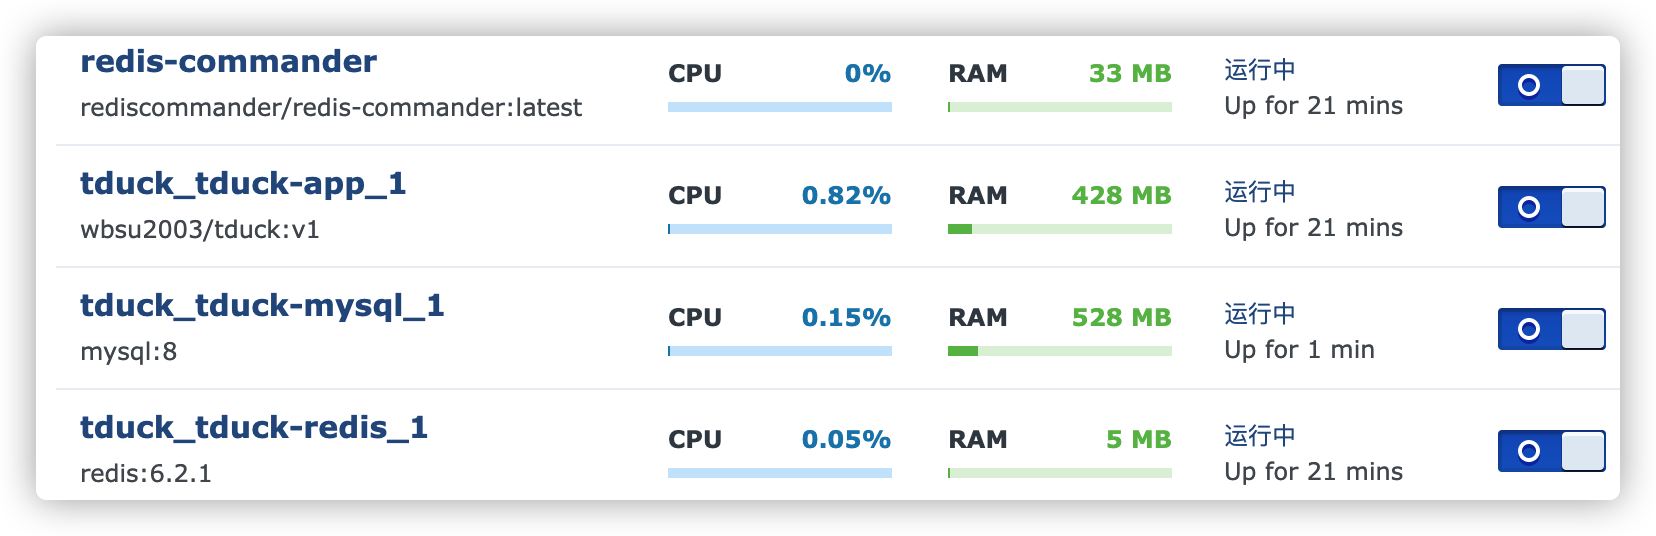 redis-commander
rediscommander/redis-commander:latest
CPU 0%
RAM 33 MB
运行中
Up for 21 mins
tduck_tduck-app_1
wbsu2003/tduck:v1
CPU 0.82%
RAM 428 MB
运行中
Up for 21 mins
tduck_tduck-mysql_1
mysql:8
CPU 0.15%
RAM 528 MB
运行中
Up for 1 min
tduck_tduck-redis_1
redis:6.2.1
CPU 0.05%
RAM 5 MB
运行中
Up for 21 mins